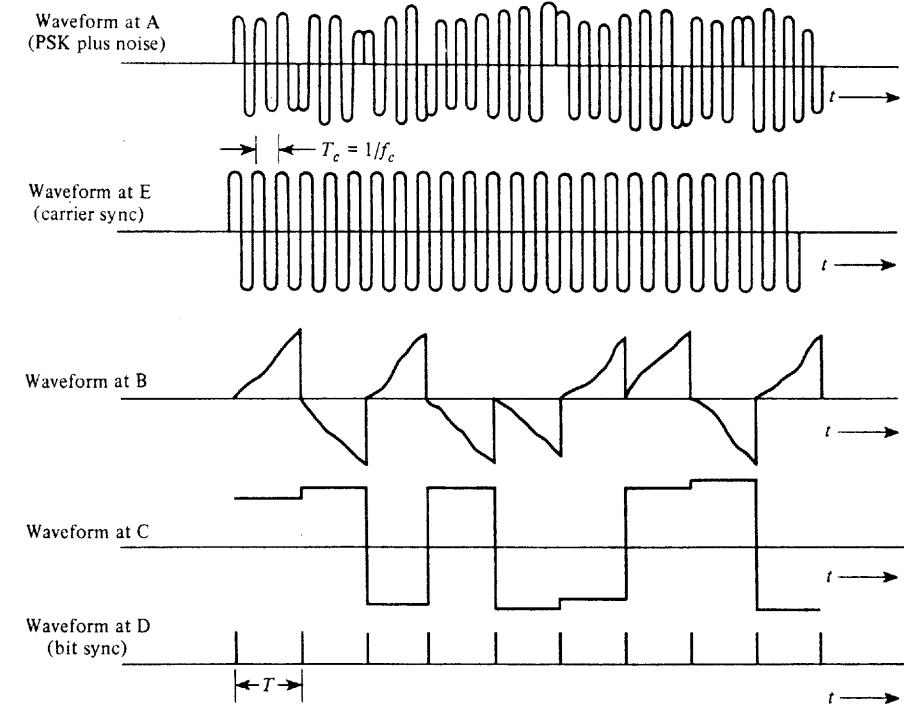 Waveform at A
(PSK plus noise)
t
T_c = 1/f_c
Waveform at E
(carrier sync)
t
Waveform at B
t
Waveform at C
t
Waveform at D
(bit sync)
T
t